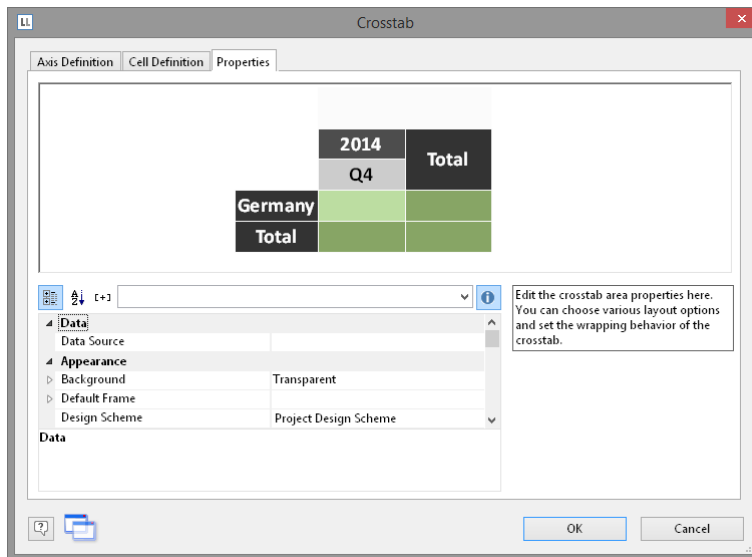 LL
Crosstab
x
Axis Definition Cell Definition Properties
2014
Total
Q4
Germany
Total
A
Z
[+]
i
Edit the crosstab area properties here.
You can choose various layout options
and set the wrapping behavior of the
crosstab.
Data
Data Source
Appearance
Background Transparent
Default Frame
Design Scheme Project Design Scheme
Data
?
OK Cancel